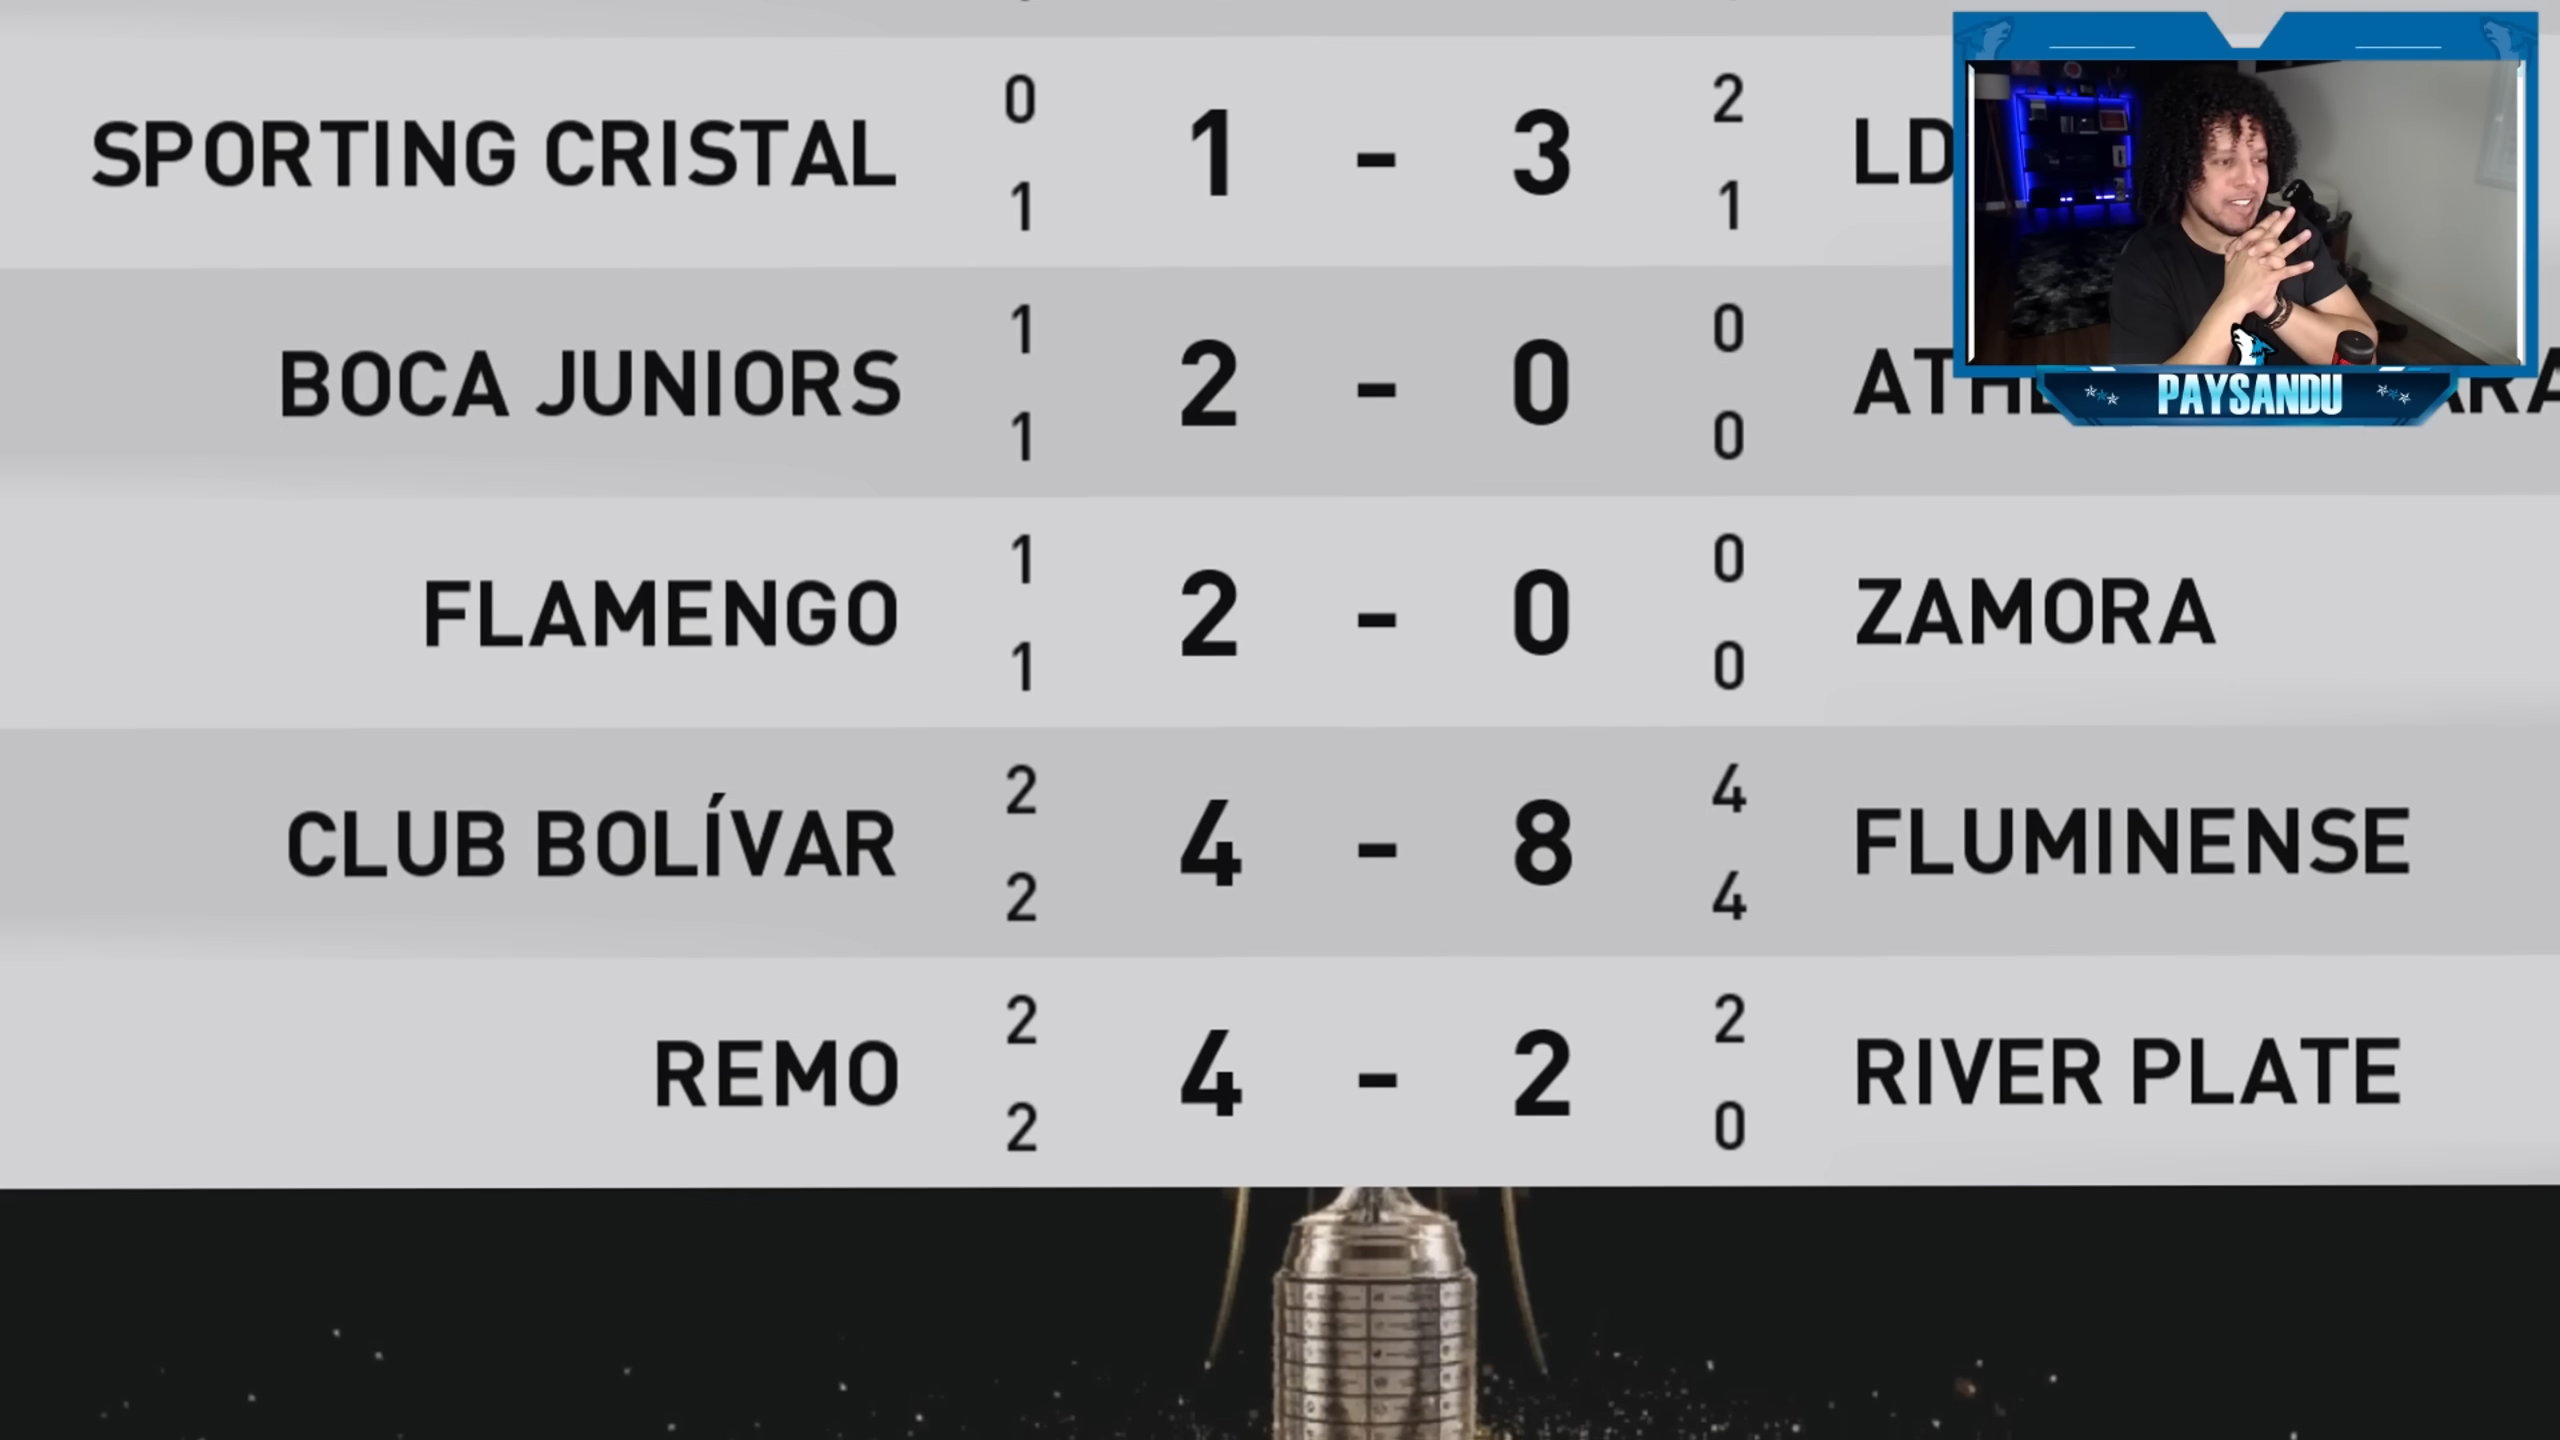 0 2
SPORTING CRISTAL 1 - 3
1 1
1 0
BOCA JUNIORS 2 - 0
1 0
PAYSANDU
1 0
FLAMENGO 2 - 0 ZAMORA
1 0
2 4
CLUB BOLÍVAR 4 - 8 FLUMINENSE
2 4
2 2
REMO 4 - 2 RIVER PLATE
2 0